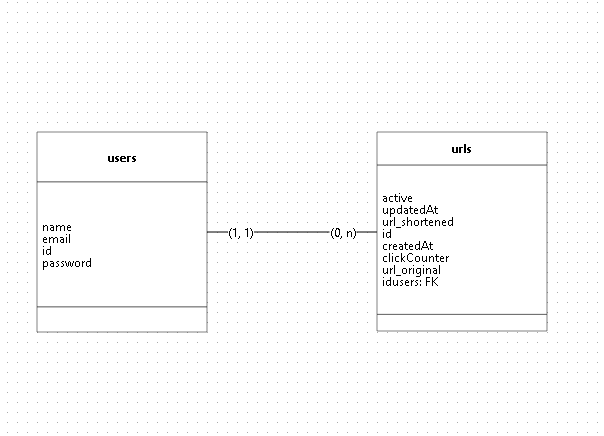 users
name
email
id
password
(1, 1)
(0, n)
urls
active
updatedAt
url_shortened
id
createdAt
clickCounter
url_original
idusers: FK